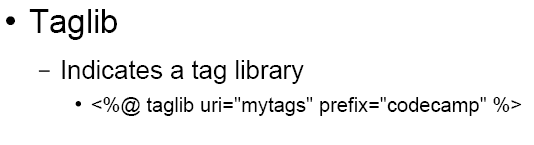 • Taglib
– Indicates a tag library
• <%@ taglib uri="mytags" prefix="codecamp" %>